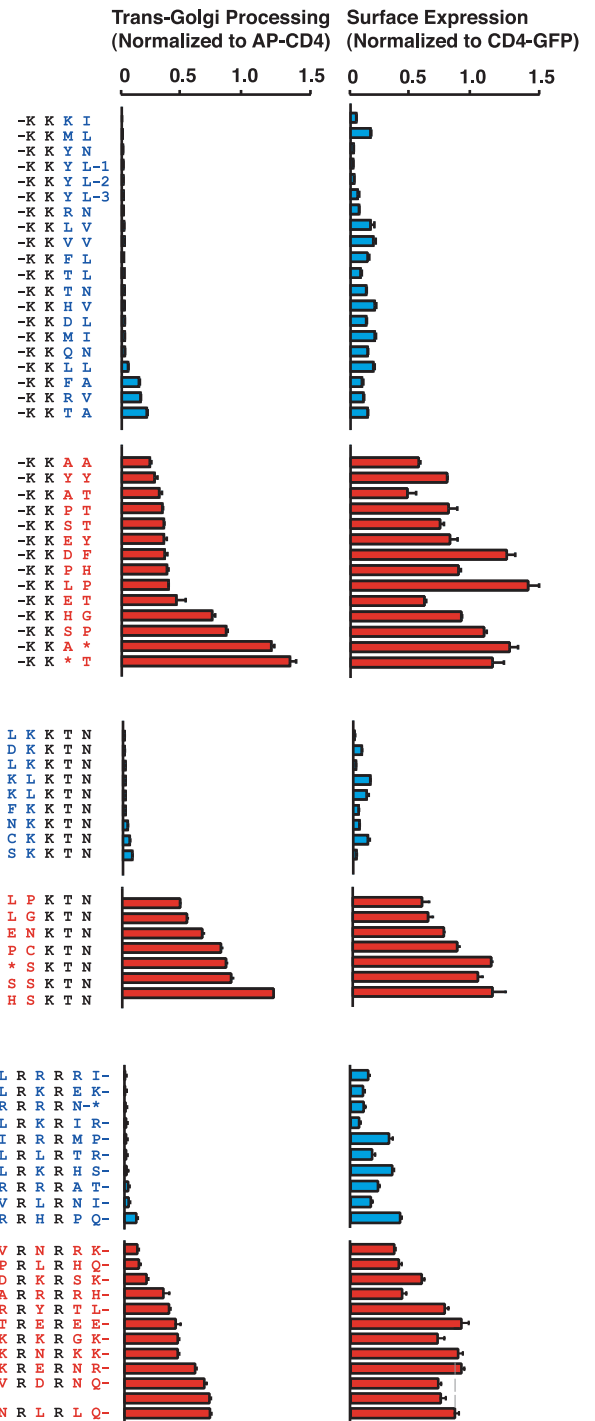 Trans-Golgi Processing
(Normalized to AP-CD4)
Surface Expression
(Normalized to CD4-GFP)
0 0.5 1.0 1.5
0 0.5 1.0 1.5
-K K K I
-K K M L
-K K Y N
-K K Y L-1
-K K Y L-2
-K K Y L-3
-K K R N
-K K L V
-K K V V
-K K F L
-K K T L
-K K T N
-K K H V
-K K D L
-K K M I
-K K Q N
-K K L L
-K K F A
-K K R V
-K K T A
-K K A A
-K K Y Y
-K K A T
-K K P T
-K K S T
-K K E Y
-K K D F
-K K P H
-K K L P
-K K E T
-K K H G
-K K S P
-K K A *
-K K * T
L K K T N
D K K T N
L K K T N
K L K T N
K L K T N
F K K T N
N K K T N
C K K T N
S K K T N
L P K T N
L G K T N
E N K T N
P C K T N
* S K T N
S S K T N
H S K T N
L R R R R I-
L R K R E K-
R R R R N-*
L R K R I R-
I R R R M P-
L R L R T R-
L R K R H S-
R R R R A T-
V R L R N I-
R R H R P Q-
V R N R R K-
P R L R H Q-
D R K R S K-
A R R R R H-
R R Y R T L-
T R E R E E-
K R K R G K-
K R N R K K-
K R E R N R-
V R D R N Q-
N R L R L Q-